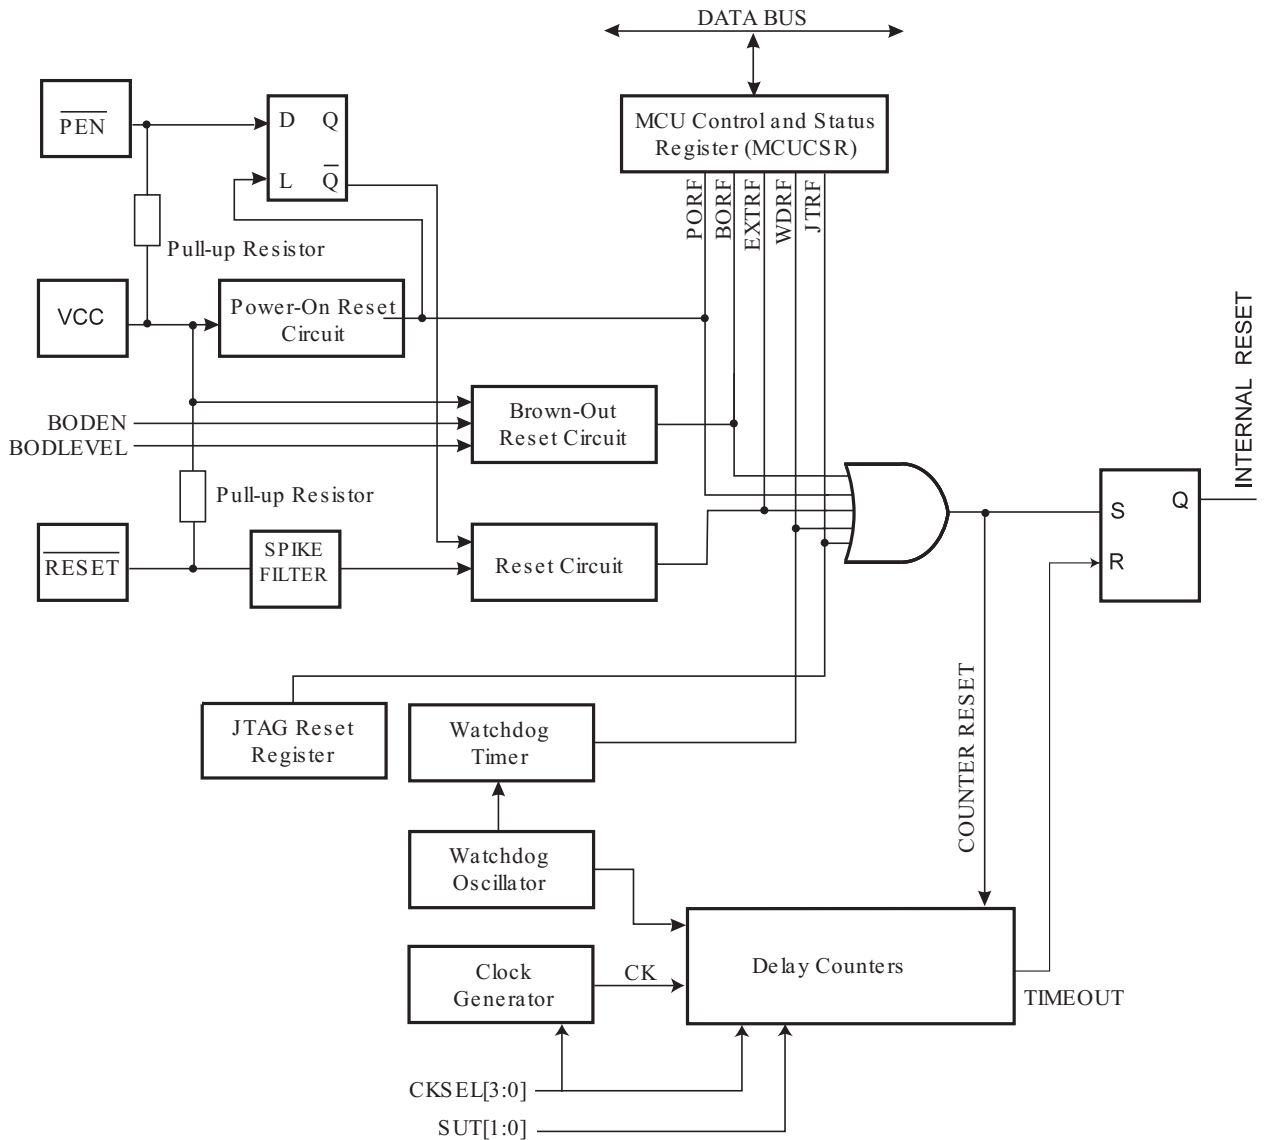 DATA BUS
PEN
D Q
L Q
MCU Control and Status
Register (MCUCSR)
PORF
BORF
EXTRF
WDRF
JTRF
Pull-up Resistor
VCC
Power-On Reset
Circuit
INTERNAL RESET
BODEN
BODLEVEL
Brown-Out
Reset Circuit
Pull-up Resistor
S Q
R
RESET
SPIKE
FILTER
Reset Circuit
COUNTER RESET
JTAG Reset
Register
Watchdog
Timer
Watchdog
Oscillator
Clock
Generator
CK
Delay Counters
TIMEOUT
CKSEL[3:0]
SUT[1:0]